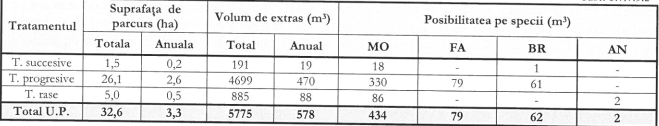 Tratamentul Suprafaţa de parcurs (ha) Volum de extras (m³) Posibilitatea pe specii (m³)
Totala Anuala Total Anual MO FA BR AN
T. succesive 1,5 0,2 191 19 18 - 1 -
T. progresive 26,1 2,6 4699 470 330 79 61 -
T. rase 5,0 0,5 885 88 86 - - 2
Total U.P. 32,6 3,3 5775 578 434 79 62 2